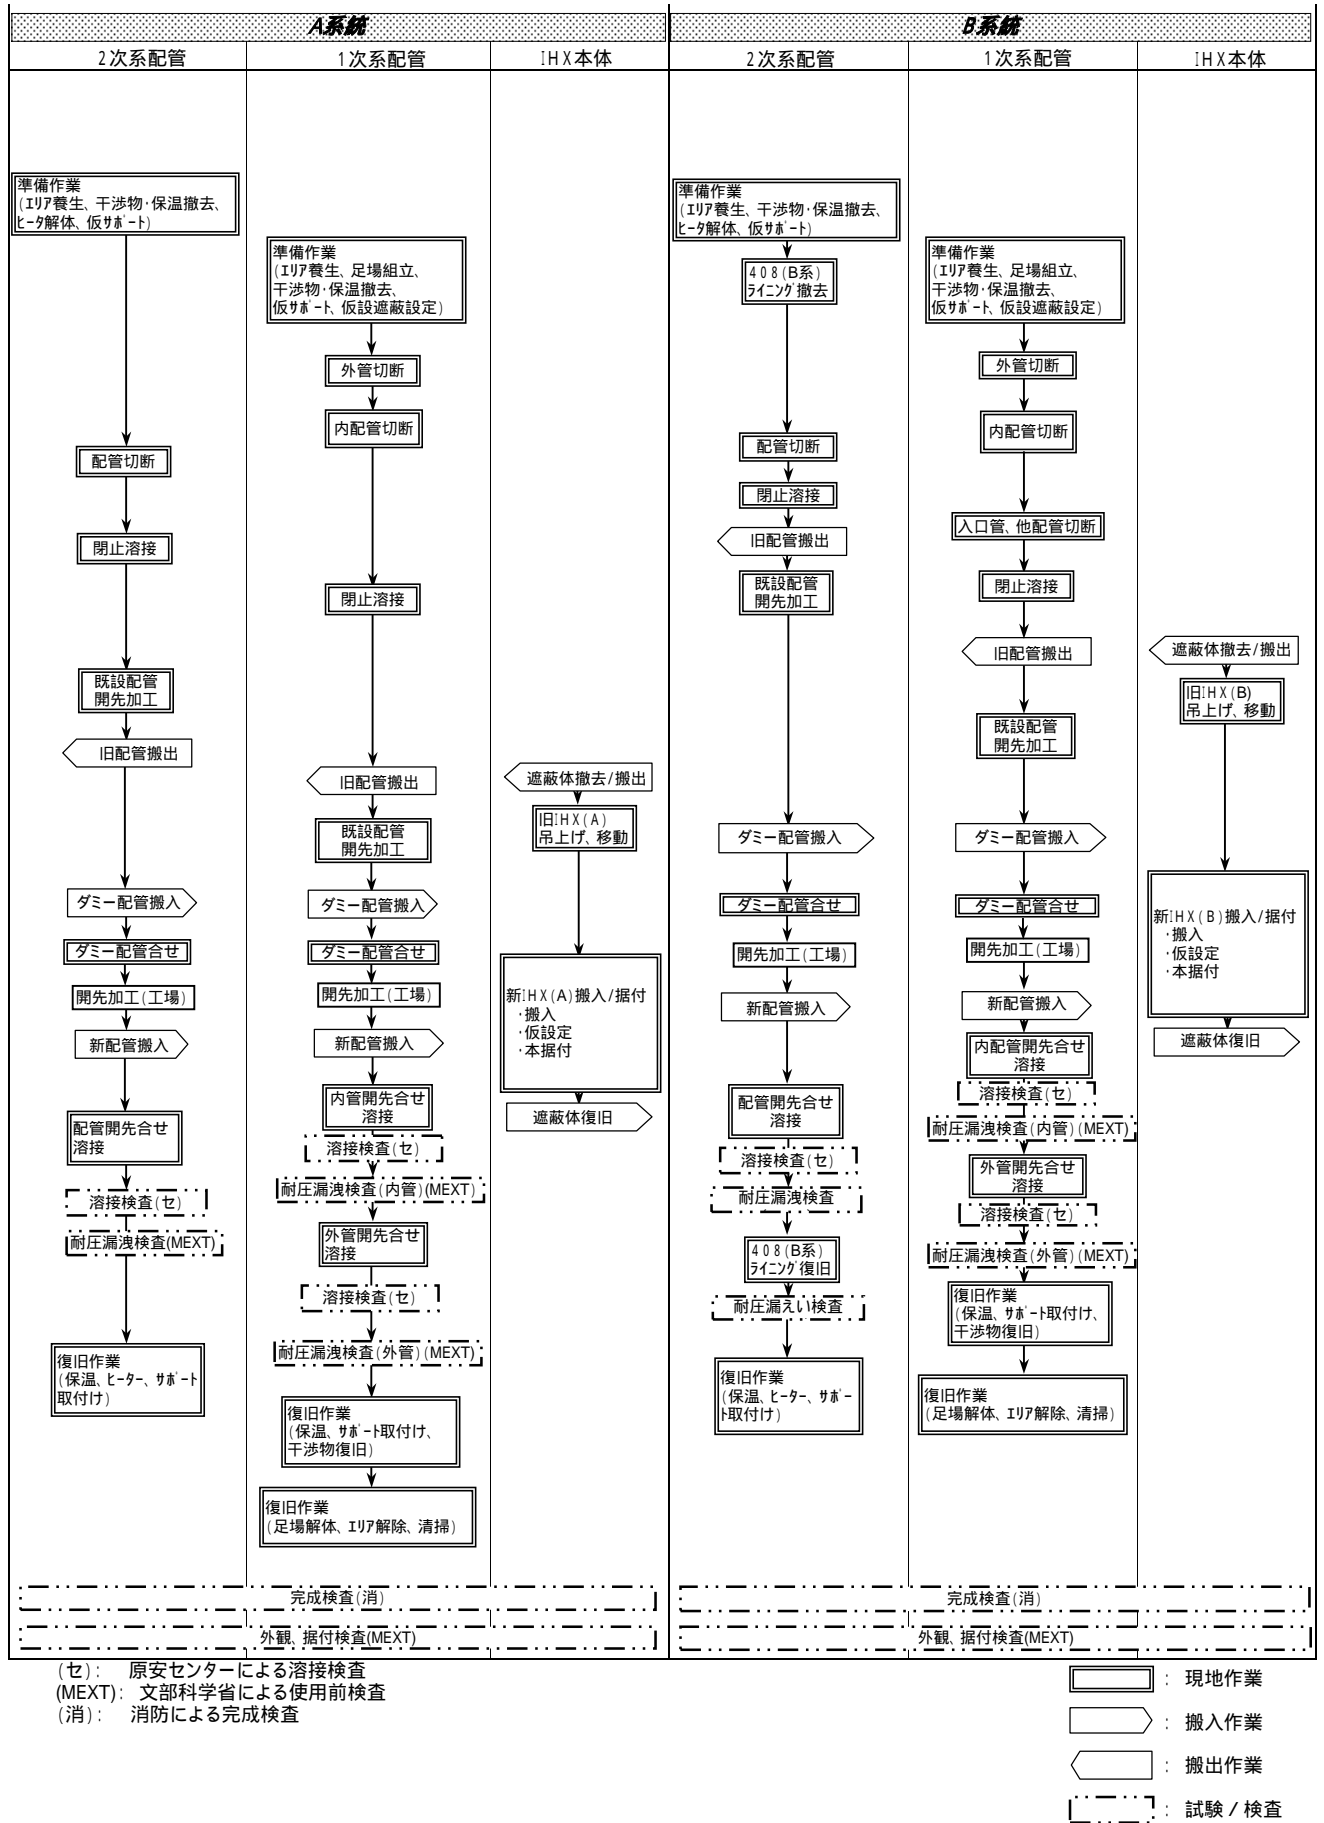 A系統
2次系配管
1次系配管
IHX本体
準備作業
(エリア養生、干渉物・保温撤去、
ヒータ解体、仮サポート)
配管切断
閉止溶接
既設配管
開先加工
旧配管搬出
ダミー配管搬入
ダミー配管合せ
開先加工(工場)
新配管搬入
配管開先合せ
溶接
溶接検査(セ)
耐圧漏洩検査(MEXT)
復旧作業
(保温、ヒーター、サポート
取付け)
準備作業
(エリア養生、足場組立、
干渉物・保温撤去、
仮サポート、仮設遮蔽設定)
外管切断
内配管切断
閉止溶接
旧配管搬出
既設配管
開先加工
ダミー配管搬入
ダミー配管合せ
開先加工(工場)
新配管搬入
内管開先合せ
溶接
溶接検査(セ)
耐圧漏洩検査(内管)(MEXT)
外管開先合せ
溶接
溶接検査(セ)
耐圧漏洩検査(外管)(MEXT)
復旧作業
(保温、サポート取付け、
干渉物復旧)
復旧作業
(足場解体、エリア解除、清掃)
遮蔽体撤去/搬出
旧IHX(A)
吊上げ、移動
新IHX(A)搬入/据付
・搬入
・仮設定
・本据付
遮蔽体復旧
完成検査(消)
外観、据付検査(MEXT)
B系統
2次系配管
1次系配管
IHX本体
準備作業
(エリア養生、干渉物・保温撤去、
ヒータ解体、仮サポート)
408(B系)
ライニング撤去
配管切断
閉止溶接
旧配管搬出
既設配管
開先加工
ダミー配管搬入
ダミー配管合せ
開先加工(工場)
新配管搬入
配管開先合せ
溶接
溶接検査(セ)
耐圧漏洩検査
408(B系)
ライニング復旧
耐圧漏えい検査
復旧作業
(保温、ヒーター、サポー
ト取付け)
準備作業
(エリア養生、足場組立、
干渉物・保温撤去、
仮サポート、仮設遮蔽設定)
外管切断
内配管切断
入口管、他配管切断
閉止溶接
旧配管搬出
既設配管
開先加工
ダミー配管搬入
ダミー配管合せ
開先加工(工場)
新配管搬入
内配管開先合せ
溶接
溶接検査(セ)
耐圧漏洩検査(内管)(MEXT)
外管開先合せ
溶接
溶接検査(セ)
耐圧漏洩検査(外管)(MEXT)
復旧作業
(保温、サポート取付け、
干渉物復旧)
復旧作業
(足場解体、エリア解除、清掃)
遮蔽体撤去/搬出
旧IHX(B)
吊上げ、移動
新IHX(B)搬入/据付
・搬入
・仮設定
・本据付
遮蔽体復旧
完成検査(消)
外観、据付検査(MEXT)
(セ): 原安センターによる溶接検査
(MEXT): 文部科学省による使用前検査
(消): 消防による完成検査
: 現地作業
: 搬入作業
: 搬出作業
: 試験/検査